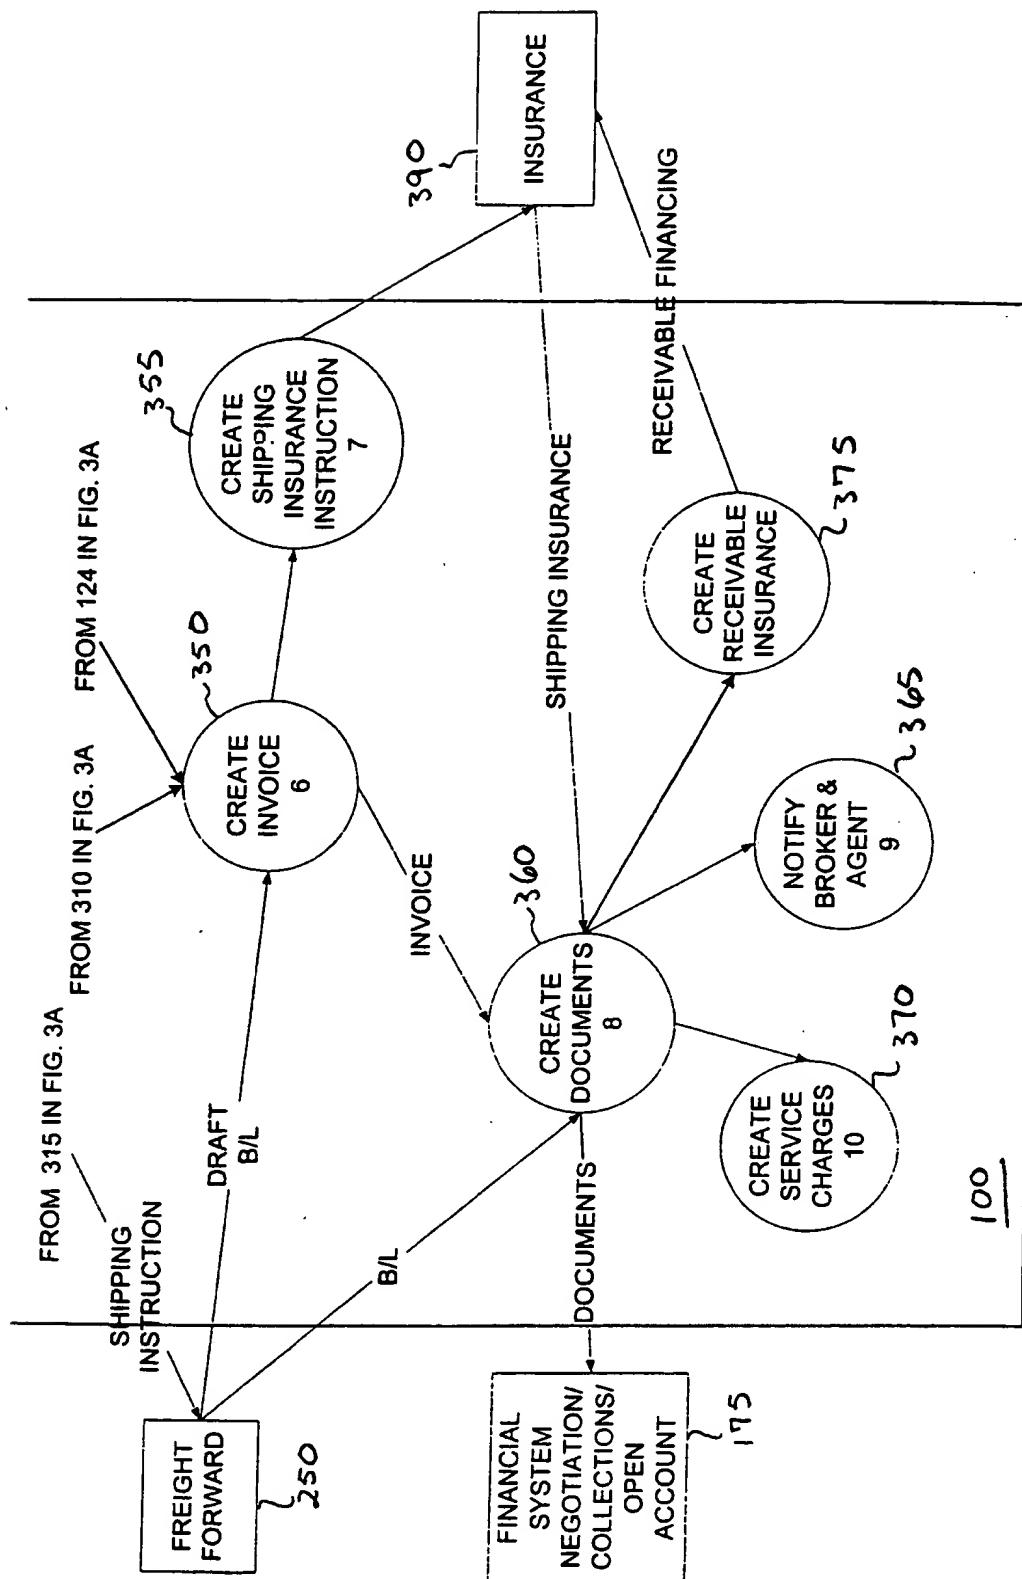 FROM 315 IN FIG. 3A
FROM 310 IN FIG. 3A
FROM 124 IN FIG. 3A
SHIPPING
INSTRUCTION
FREIGHT
FORWARD
250
DRAFT
B/L
CREATE
INVOICE
6
350
CREATE
SHIPPING
INSURANCE
INSTRUCTION
7
355
INSURANCE
390
B/L
INVOICE
SHIPPING INSURANCE
RECEIVABLE FINANCING
CREATE
DOCUMENTS
8
360
DOCUMENTS
FINANCIAL
SYSTEM
NEGOTIATION/
COLLECTIONS/
OPEN
ACCOUNT
175
CREATE
SERVICE
CHARGES
10
370
NOTIFY
BROKER &
AGENT
9
365
CREATE
RECEIVABLE
INSURANCE
375
100